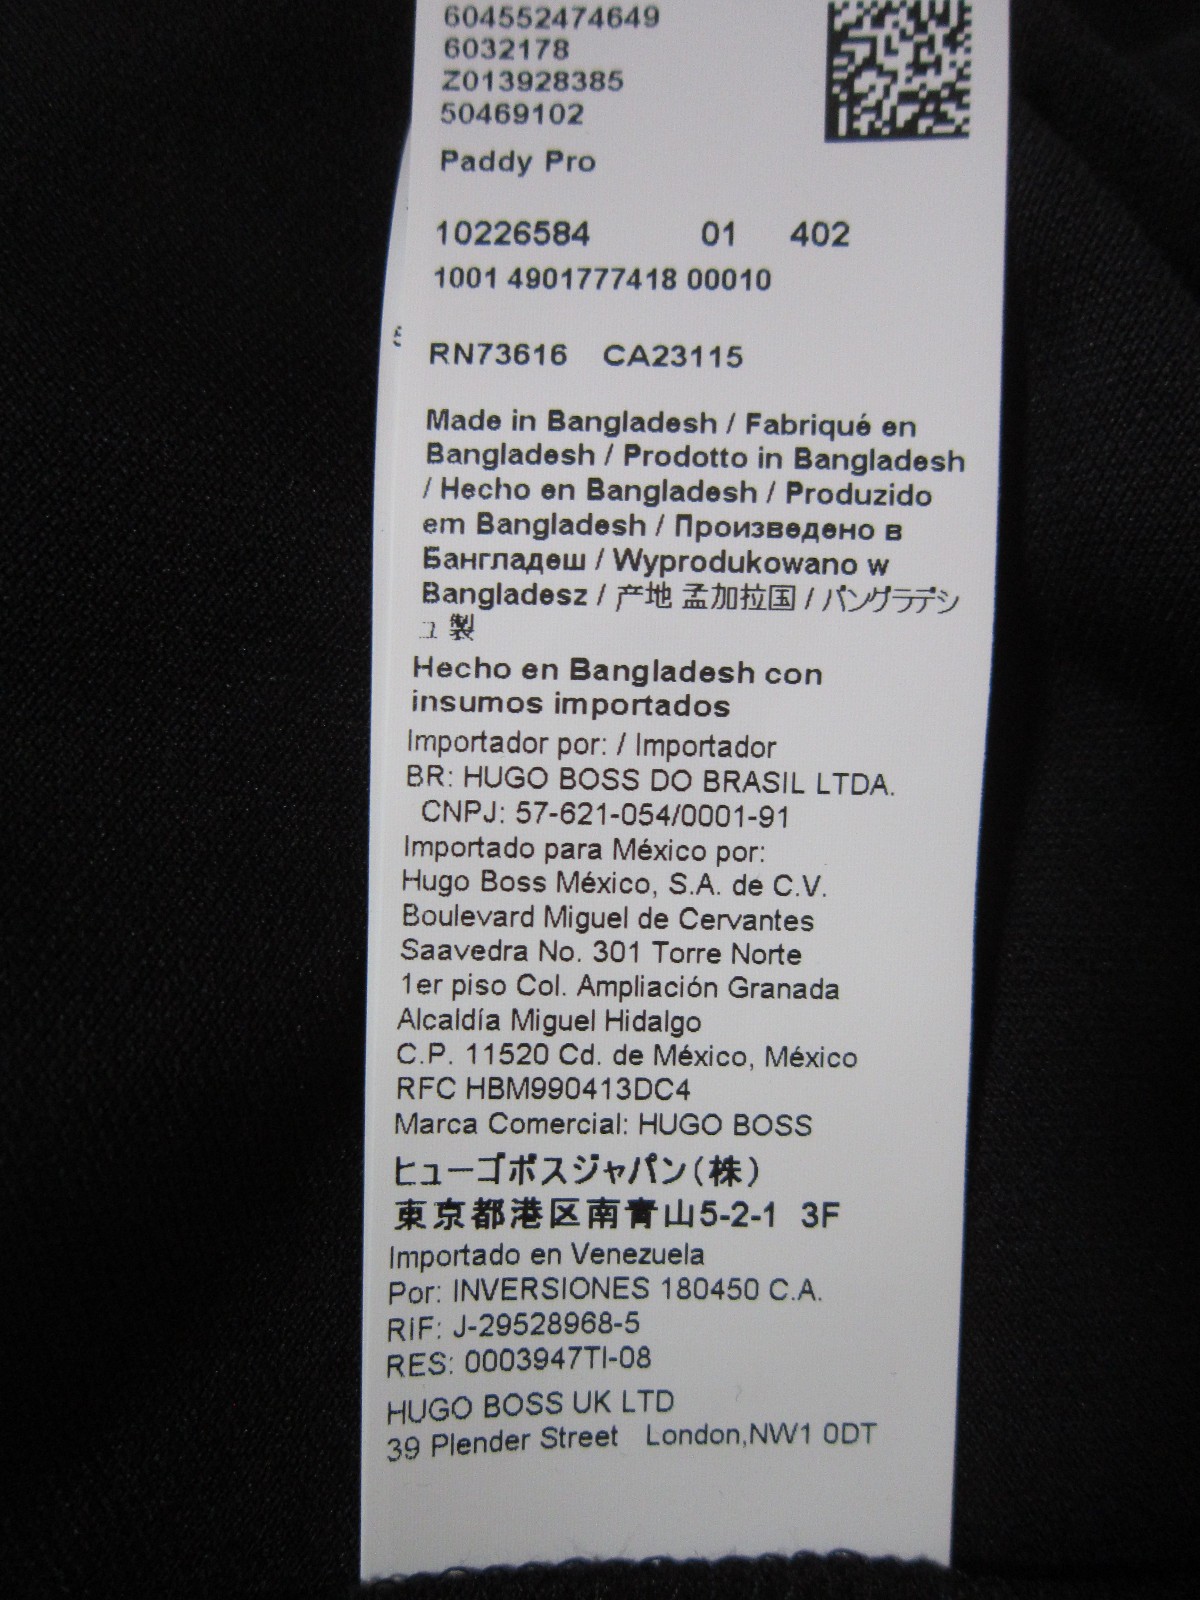 604552474649
6032178
Z013928385
50469102
Paddy Pro
10226584 01 402
1001 4901777418 00010
RN73616 CA23115
Made in Bangladesh / Fabriqué en
Bangladesh / Prodotto in Bangladesh
/ Hecho en Bangladesh / Produzido
em Bangladesh / Произведено в
Бангладеш / Wyprodukowano w
Bangladesz / 产地 孟加拉国 / バングラデシ
ュ 製
Hecho en Bangladesh con
insumos importados
Importador por: / Importador
BR: HUGO BOSS DO BRASIL LTDA.
CNPJ: 57-621-054/0001-91
Importado para México por:
Hugo Boss México, S.A. de C.V.
Boulevard Miguel de Cervantes
Saavedra No. 301 Torre Norte
1er piso Col. Ampliación Granada
Alcaldía Miguel Hidalgo
C.P. 11520 Cd. de México, México
RFC HBM990413DC4
Marca Comercial: HUGO BOSS
ヒューゴボスジャパン(株)
東京都港区南青山5-2-1 3F
Importado en Venezuela
Por: INVERSIONES 180450 C.A.
RIF: J-29528968-5
RES: 0003947TI-08
HUGO BOSS UK LTD
39 Plender Street London,NW1 0DT